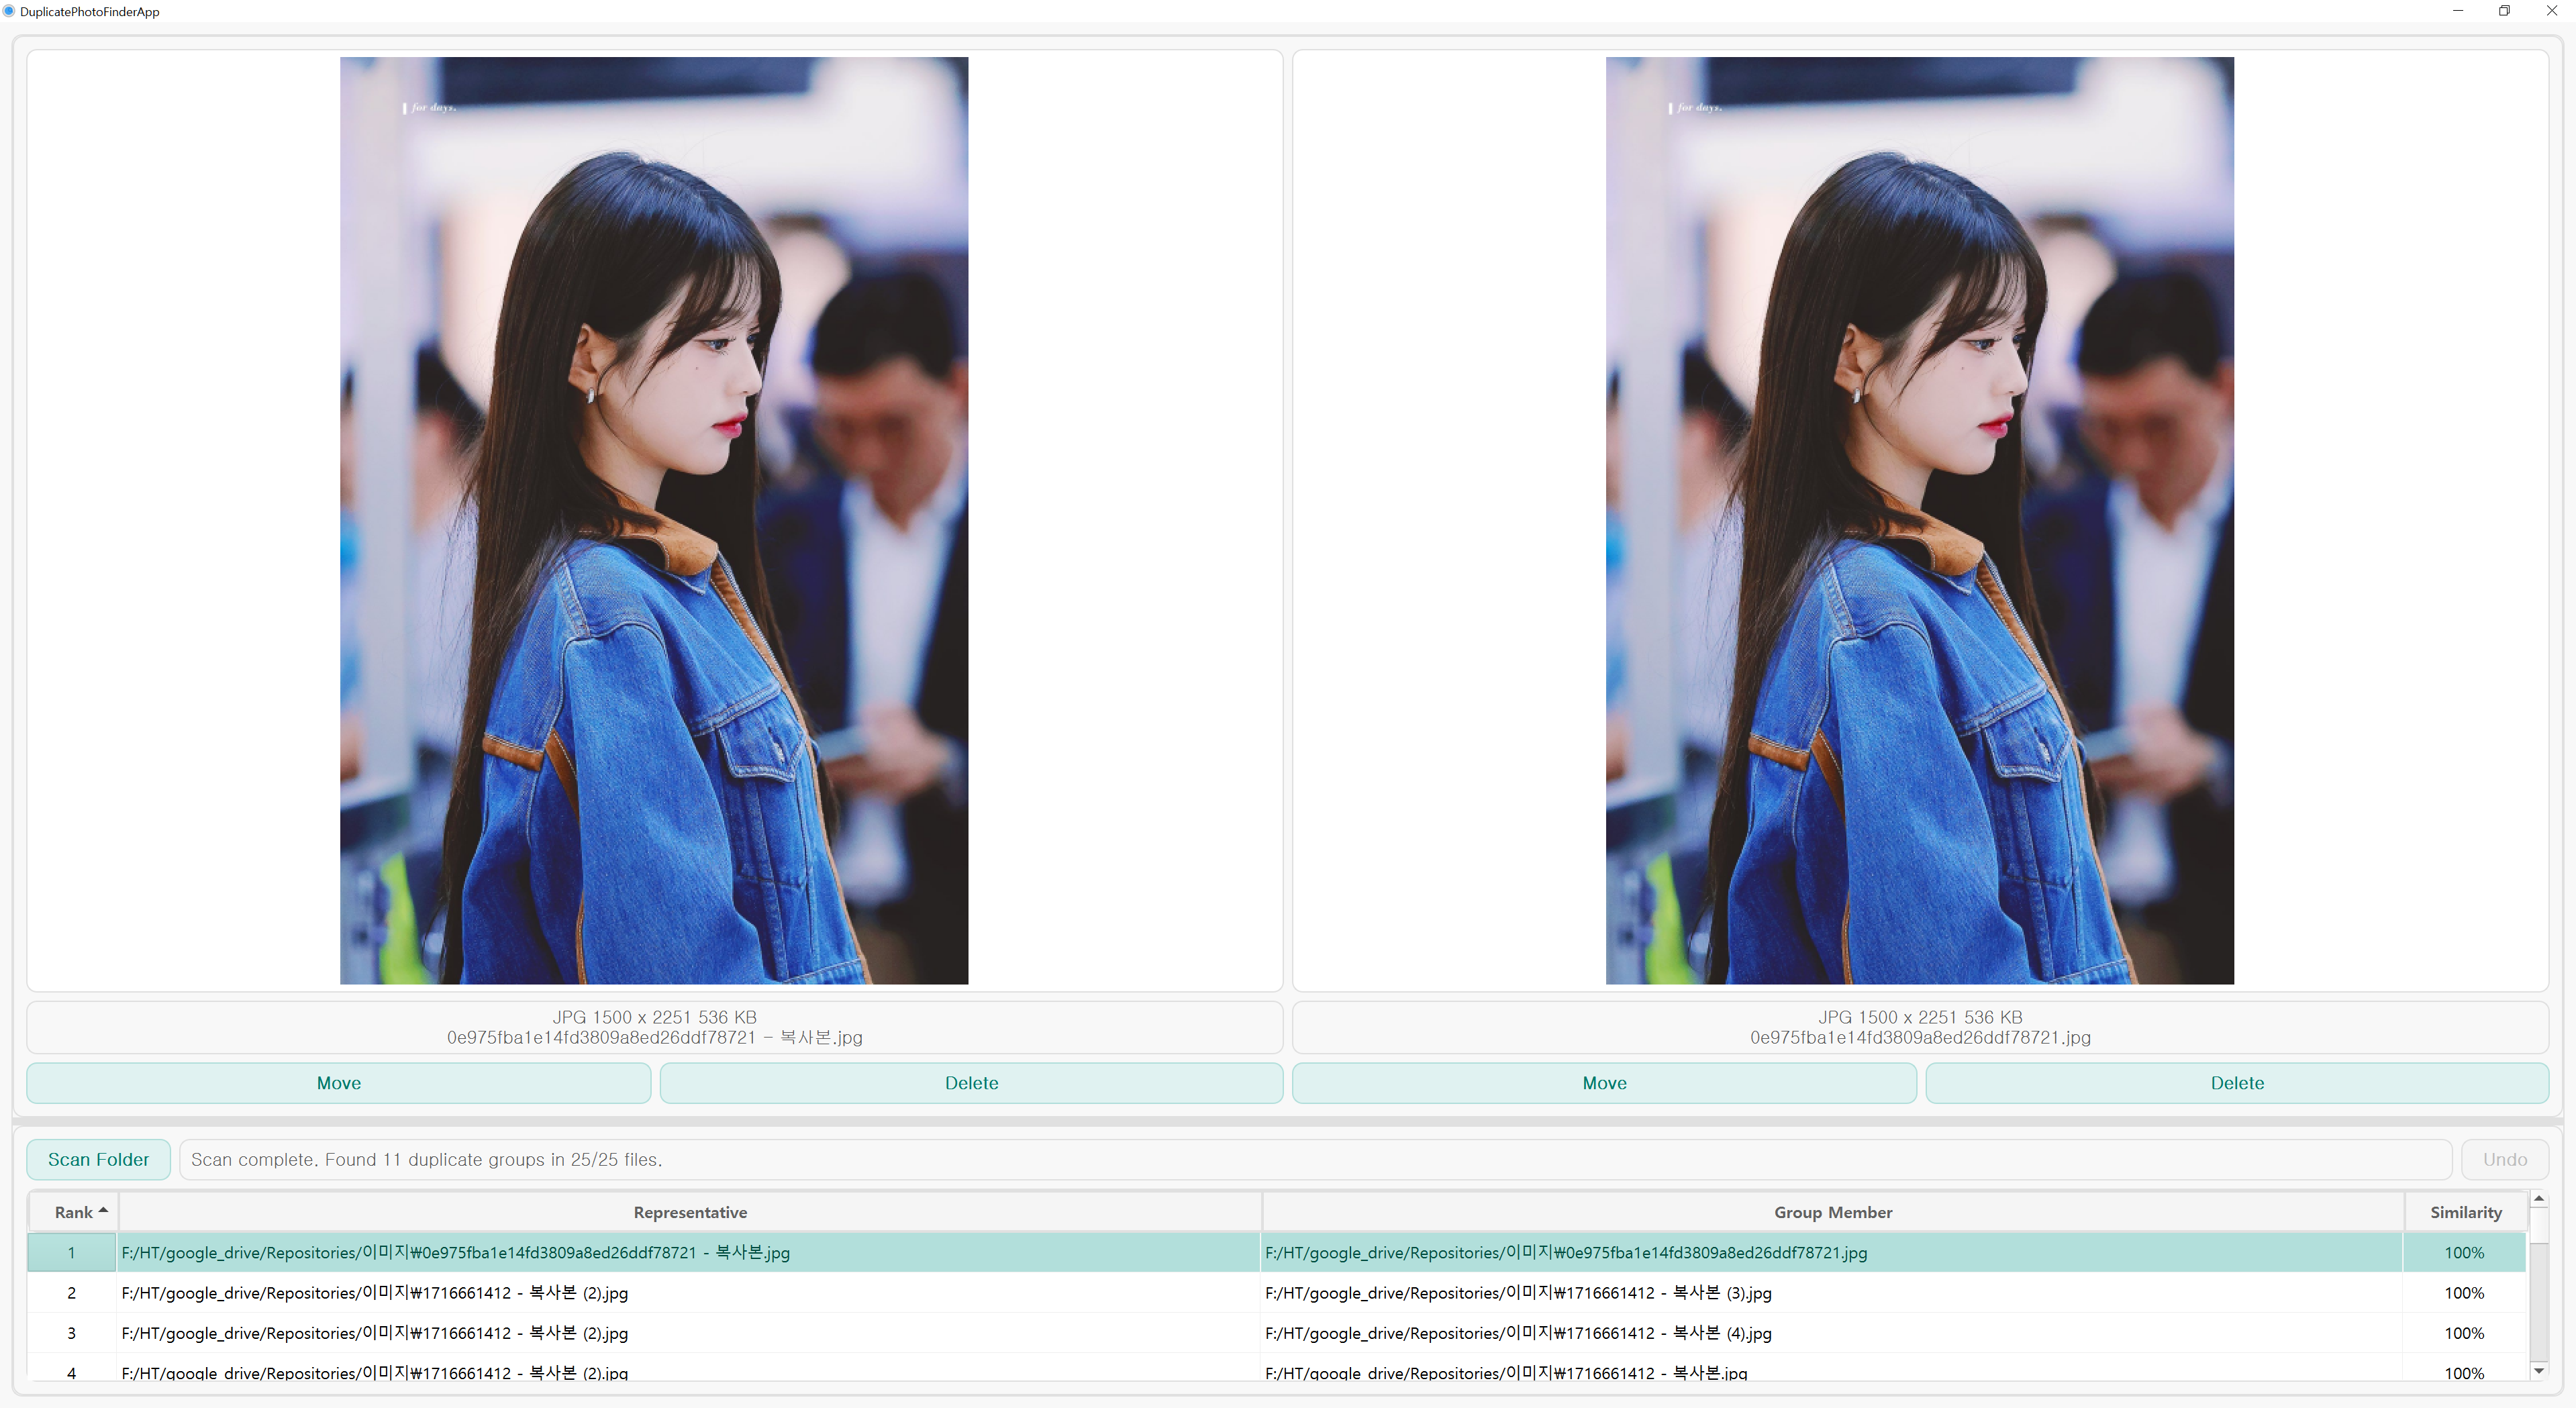 DuplicatePhotoFinderApp
for days.
for days.
JPG 1500 x 2251 536 KB
0e975fba1e14fd3809a8ed26ddf78721 - 복사본.jpg
JPG 1500 x 2251 536 KB
0e975fba1e14fd3809a8ed26ddf78721.jpg
Move
Delete
Move
Delete
Scan Folder
Scan complete. Found 11 duplicate groups in 25/25 files.
Undo
Rank Representative Group Member Similarity
1 F:/HT/google_drive/Repositories/이미지₩0e975fba1e14fd3809a8ed26ddf78721 - 복사본.jpg F:/HT/google_drive/Repositories/이미지₩0e975fba1e14fd3809a8ed26ddf78721.jpg 100%
2 F:/HT/google_drive/Repositories/이미지₩1716661412 - 복사본 (2).jpg F:/HT/google_drive/Repositories/이미지₩1716661412 - 복사본 (3).jpg 100%
3 F:/HT/google_drive/Repositories/이미지₩1716661412 - 복사본 (2).jpg F:/HT/google_drive/Repositories/이미지₩1716661412 - 복사본 (4).jpg 100%
4 F:/HT/google_drive/Repositories/이미지₩1716661412 - 복사본 (2).jpg F:/HT/google_drive/Repositories/이미지₩1716661412 - 복사본.jpg 100%